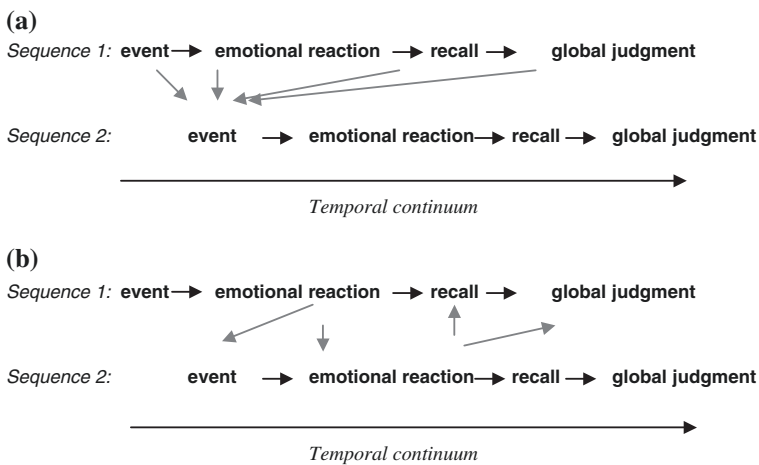 (a)
Sequence 1: event emotional reaction recall global judgment
Sequence 2: event emotional reaction recall global judgment
Temporal continuum
(b)
Sequence 1: event emotional reaction recall global judgment
Sequence 2: event emotional reaction recall global judgment
Temporal continuum